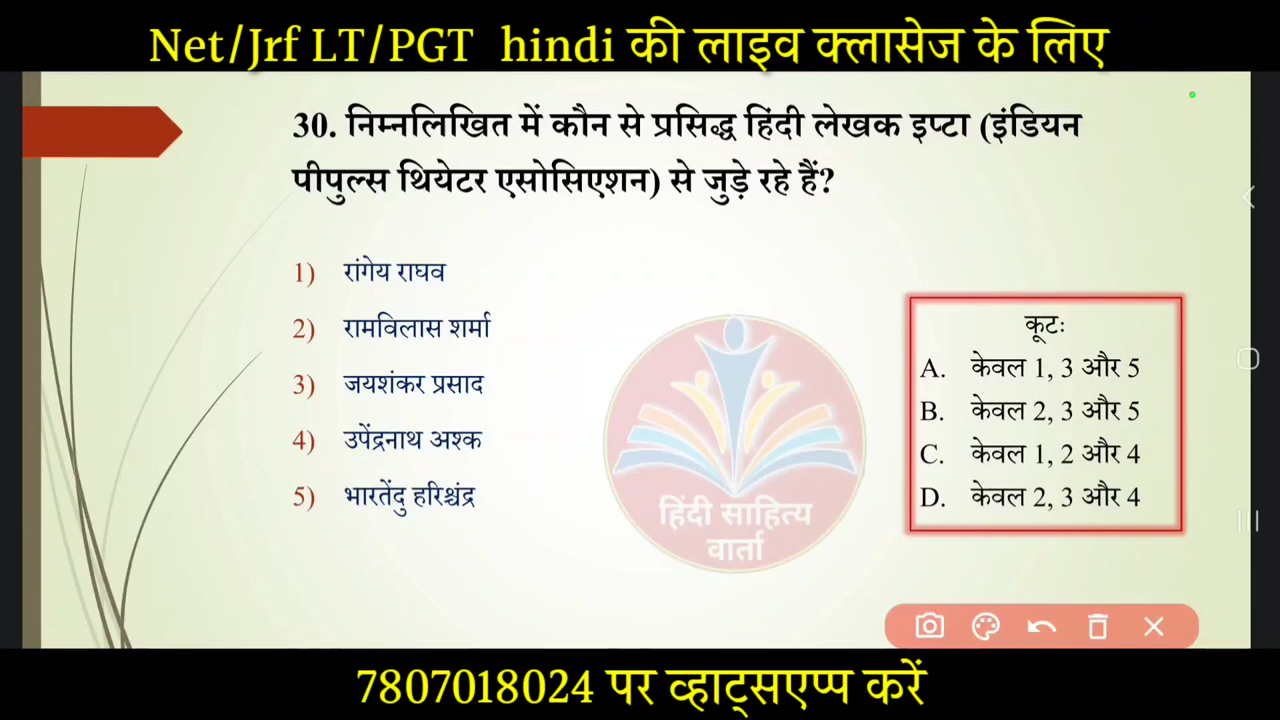 Net/Jrf LT/PGT hindi की लाइव क्लासेज के लिए
30. निम्नलिखित में कौन से प्रसिद्ध हिंदी लेखक इप्टा (इंडियन
पीपुल्स थियेटर एसोसिएशन) से जुड़े रहे हैं?
1) रांगेय राघव
2) रामविलास शर्मा
3) जयशंकर प्रसाद
4) उपेंद्रनाथ अश्क
5) भारतेंदु हरिश्चंद्र
कूटः
A. केवल 1, 3 और 5
B. केवल 2, 3 और 5
C. केवल 1, 2 और 4
D. केवल 2, 3 और 4
हिंदी साहित्य
वार्ता
7807018024 पर व्हाट्सएप्प करें